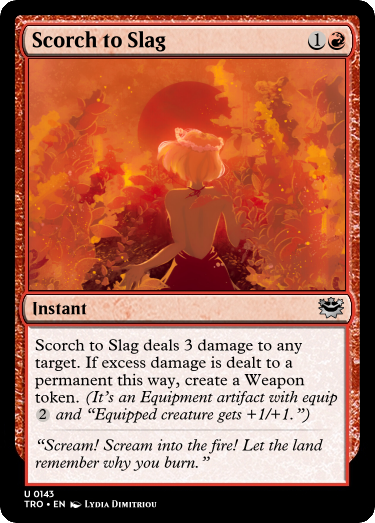 Scorch to Slag 1
Instant
Scorch to Slag deals 3 damage to any
target. If excess damage is dealt to a
permanent this way, create a Weapon
token. (It's an Equipment artifact with equip
2 and “Equipped creature gets +1/+1.”)
“Scream! Scream into the fire! Let the land
remember why you burn.”
U 0143
TRO • EN Lydia Dimitriou